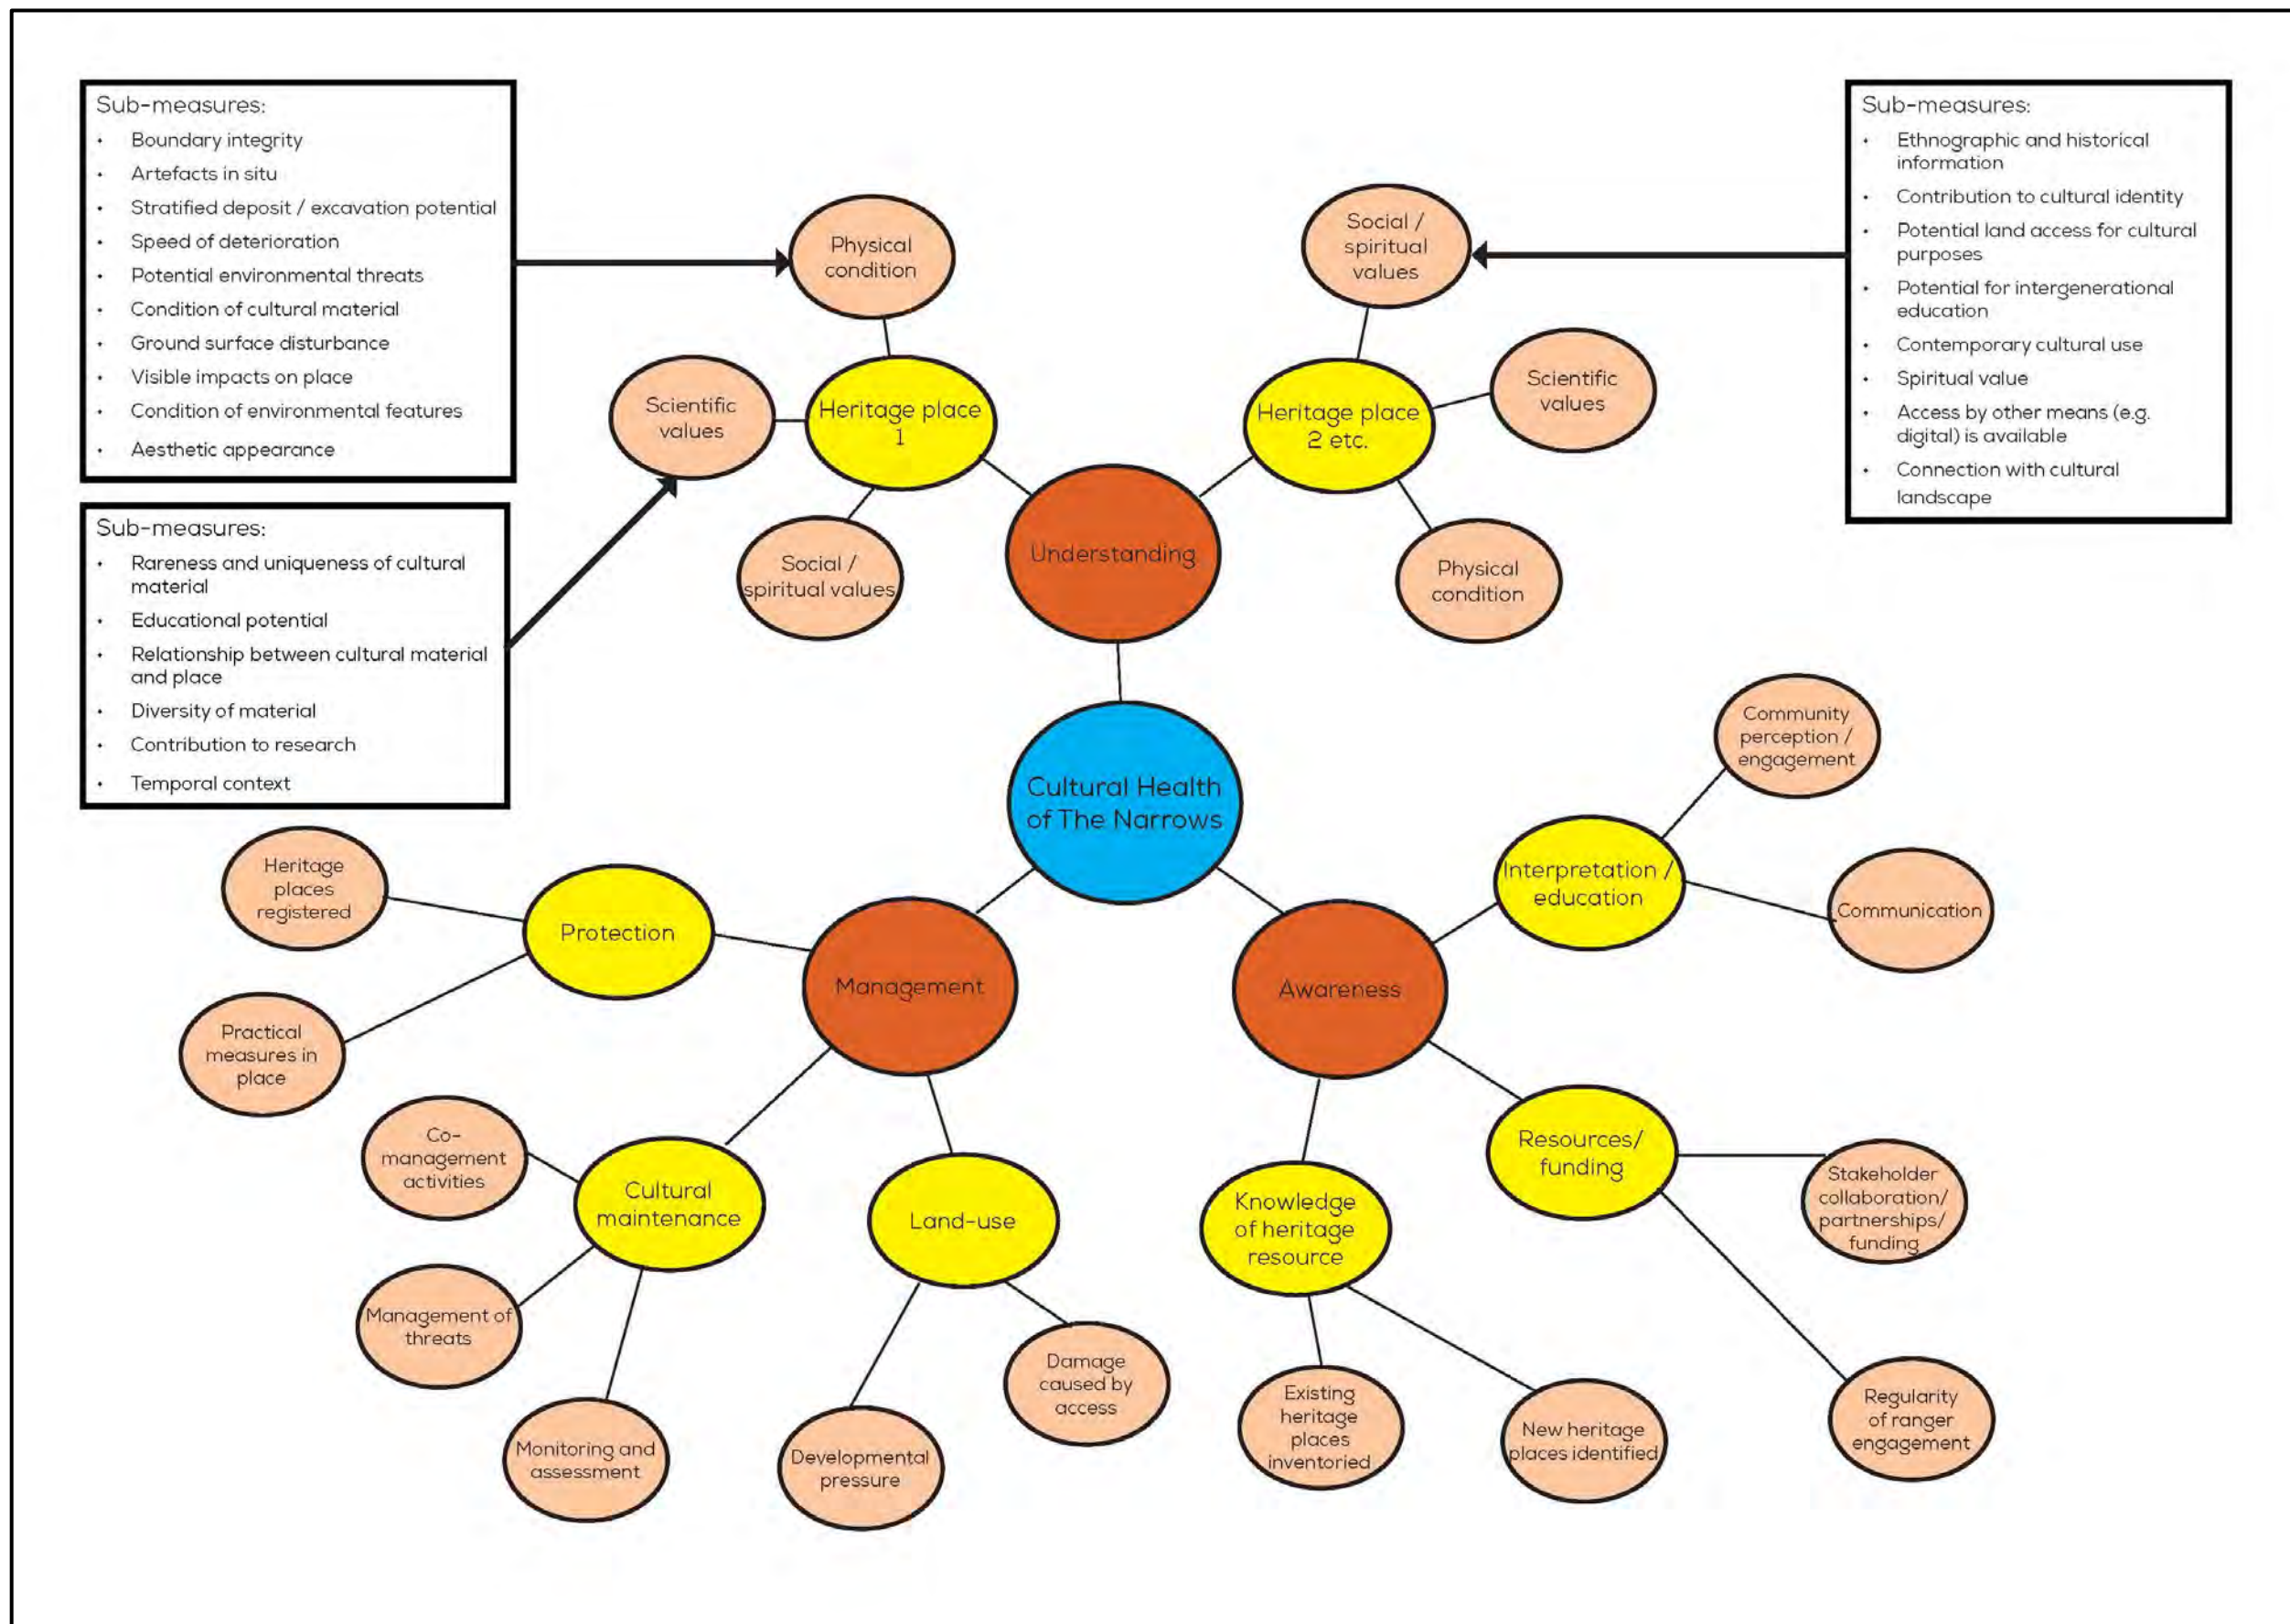 Sub-measures:
• Boundary integrity
• Artefacts in situ
• Stratified deposit / excavation potential
• Speed of deterioration
• Potential environmental threats
• Condition of cultural material
• Ground surface disturbance
• Visible impacts on place
• Condition of environmental features
• Aesthetic appearance
Sub-measures:
• Rareness and uniqueness of cultural
material
• Educational potential
• Relationship between cultural material
and place
• Diversity of material
• Contribution to research
• Temporal context
Sub-measures:
• Ethnographic and historical
information
• Contribution to cultural identity
• Potential land access for cultural
purposes
• Potential for intergenerational
education
• Contemporary cultural use
• Spiritual value
• Access by other means (e.g.
digital) is available
• Connection with cultural
landscape
Physical
condition
Scientific
values
Heritage place
1
Social /
spiritual values
Social /
spiritual
values
Scientific
values
Heritage place
2 etc.
Physical
condition
Understanding
Cultural Health
of The Narrows
Management
Protection
Heritage
places
registered
Practical
measures in
place
Cultural
maintenance
Co-
management
activities
Management of
threats
Monitoring and
assessment
Land-use
Developmental
pressure
Damage
caused by
access
Awareness
Interpretation /
education
Community
perception /
engagement
Communication
Resources/
funding
Stakeholder
collaboration/
partnerships/
funding
Regularity
of ranger
engagement
Knowledge
of heritage
resource
Existing
heritage
places
inventoried
New heritage
places identified